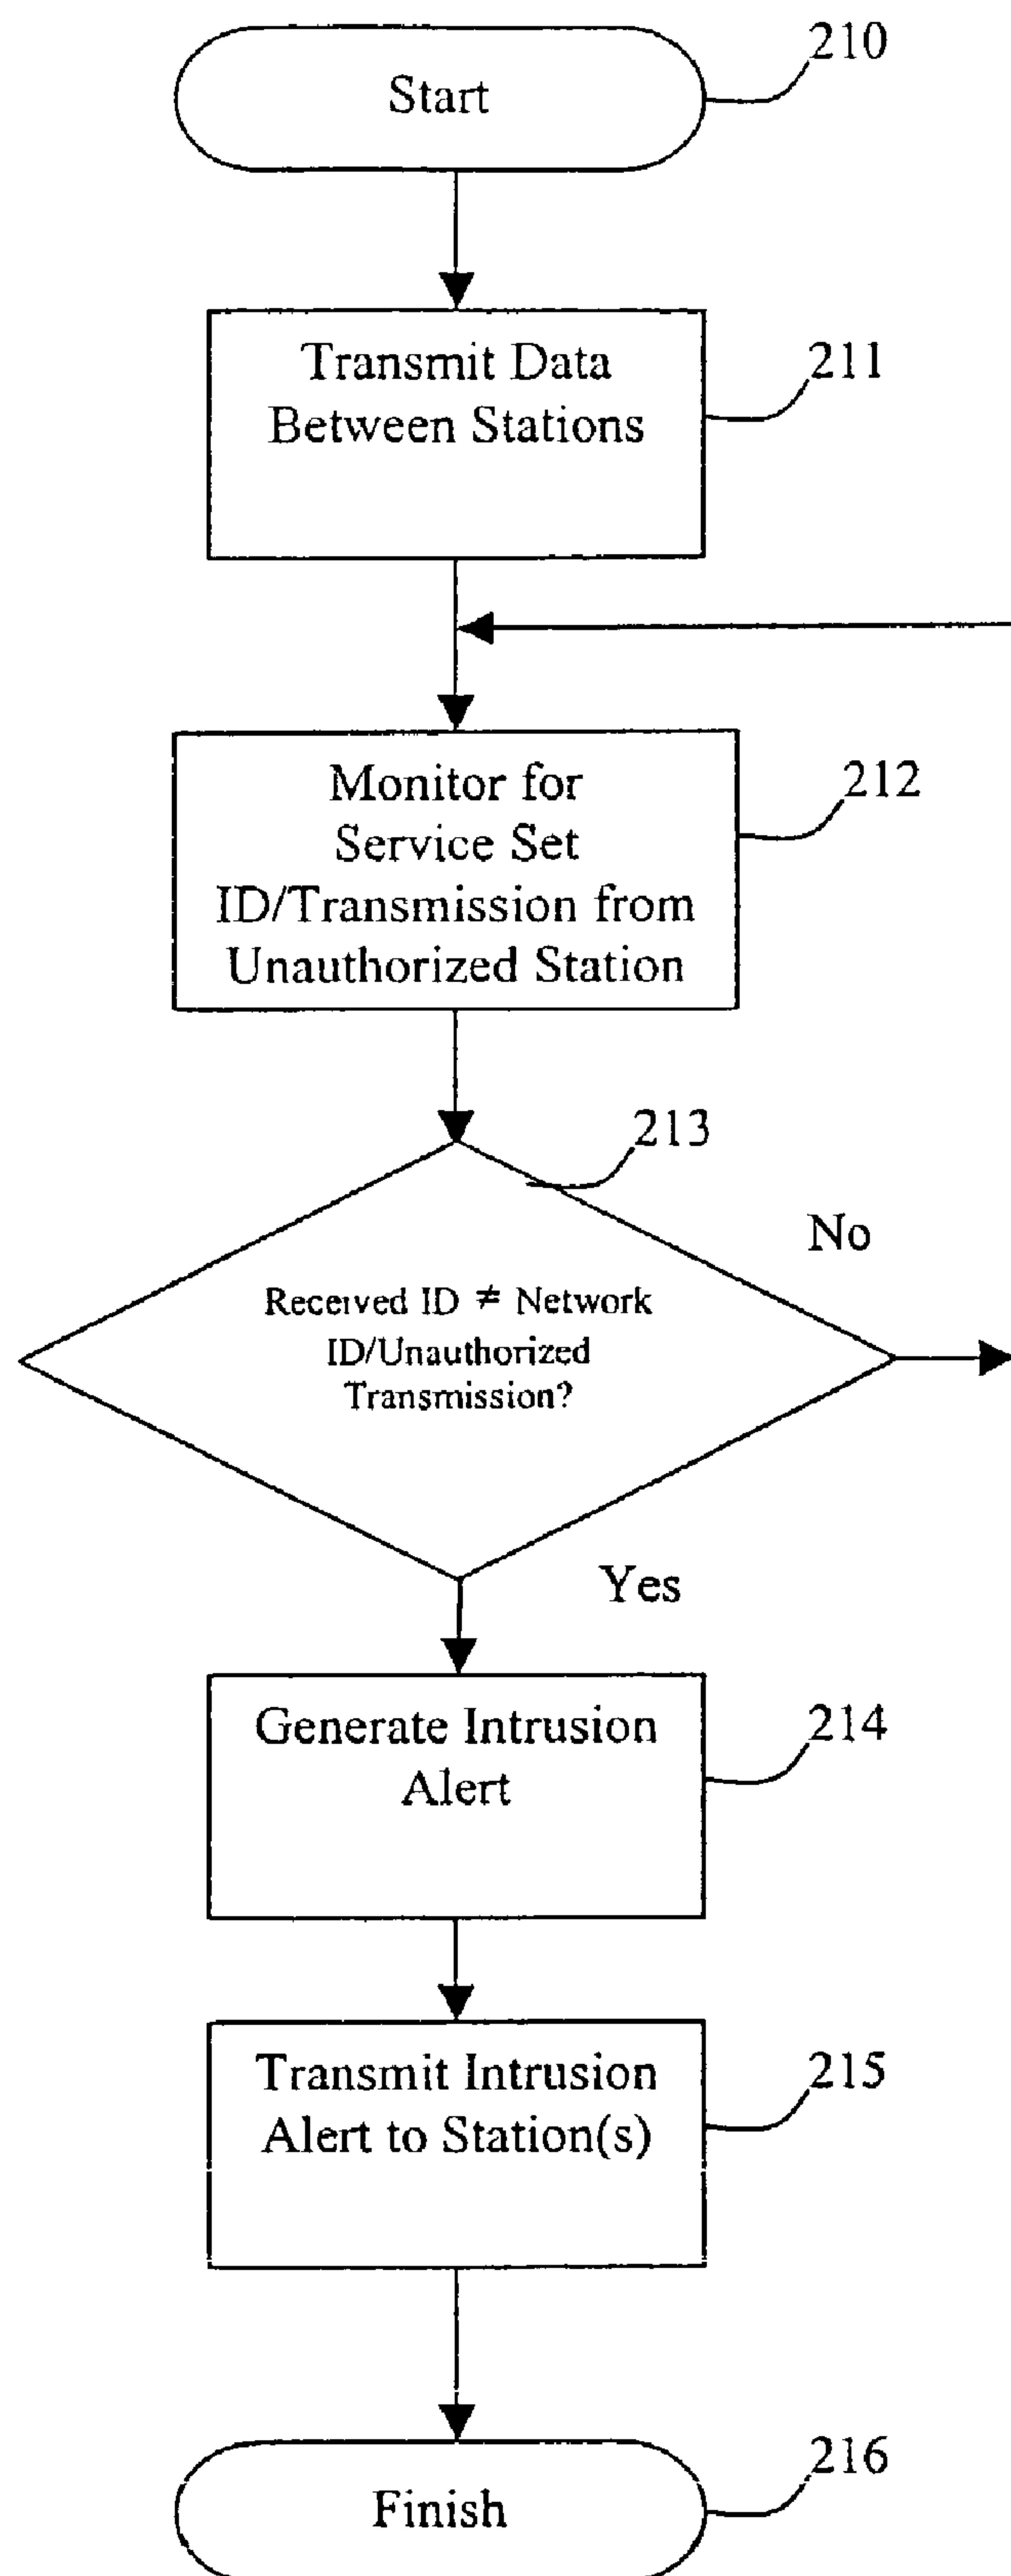 210
Start
211
Transmit Data
Between Stations
212
Monitor for
Service Set
ID/Transmission from
Unauthorized Station
213
No
Received ID ≠ Network
ID/Unauthorized
Transmission?
Yes
214
Generate Intrusion
Alert
215
Transmit Intrusion
Alert to Station(s)
216
Finish